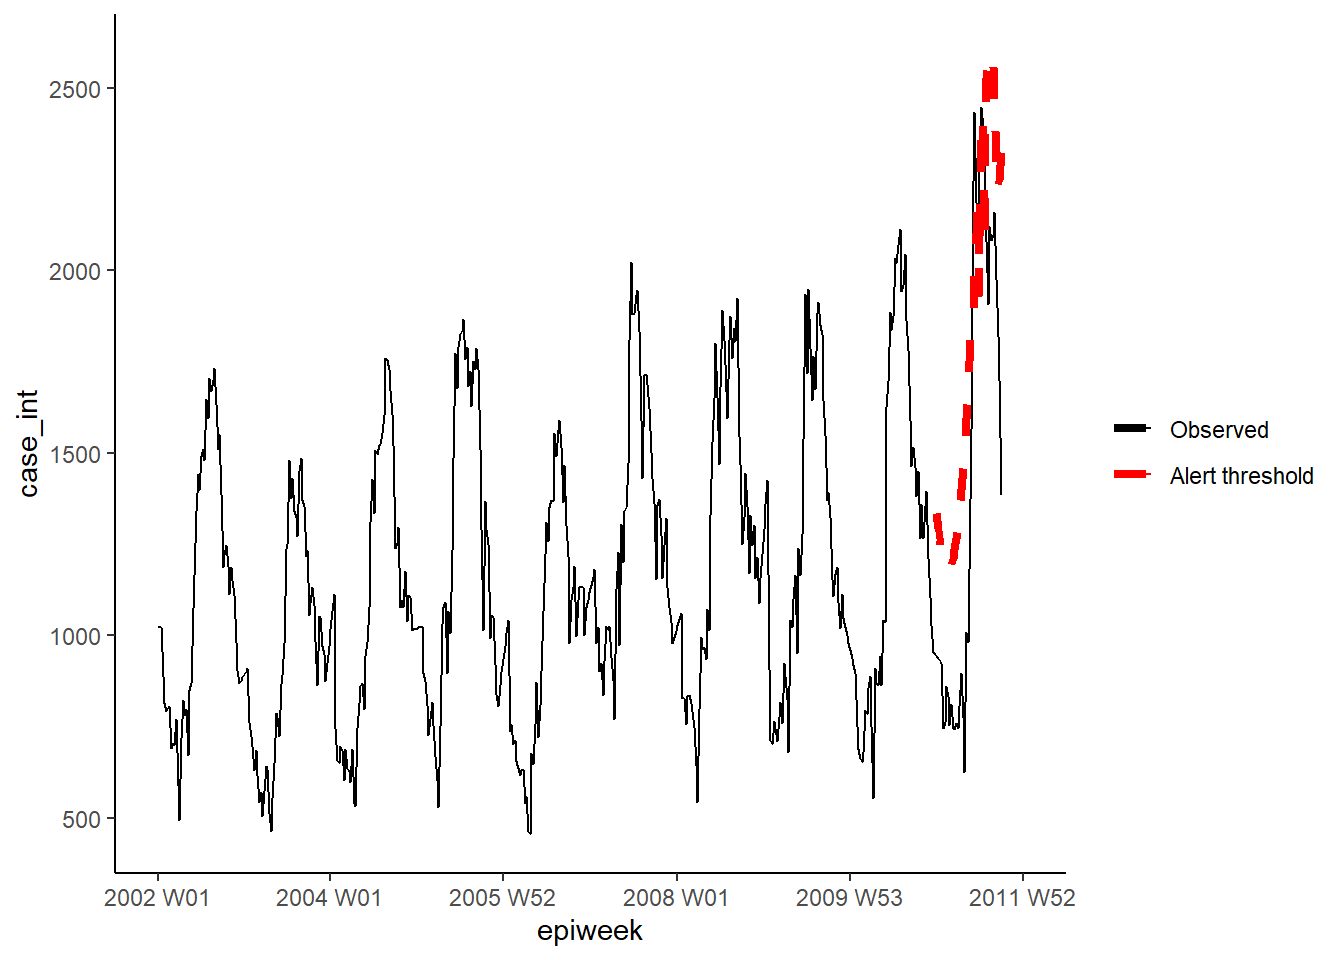 2500
2000
1500
1000
500
case_int
2002 W01
2004 W01
2005 W52
2008 W01
2009 W53
2011 W52
epiweek
Observed
Alert threshold